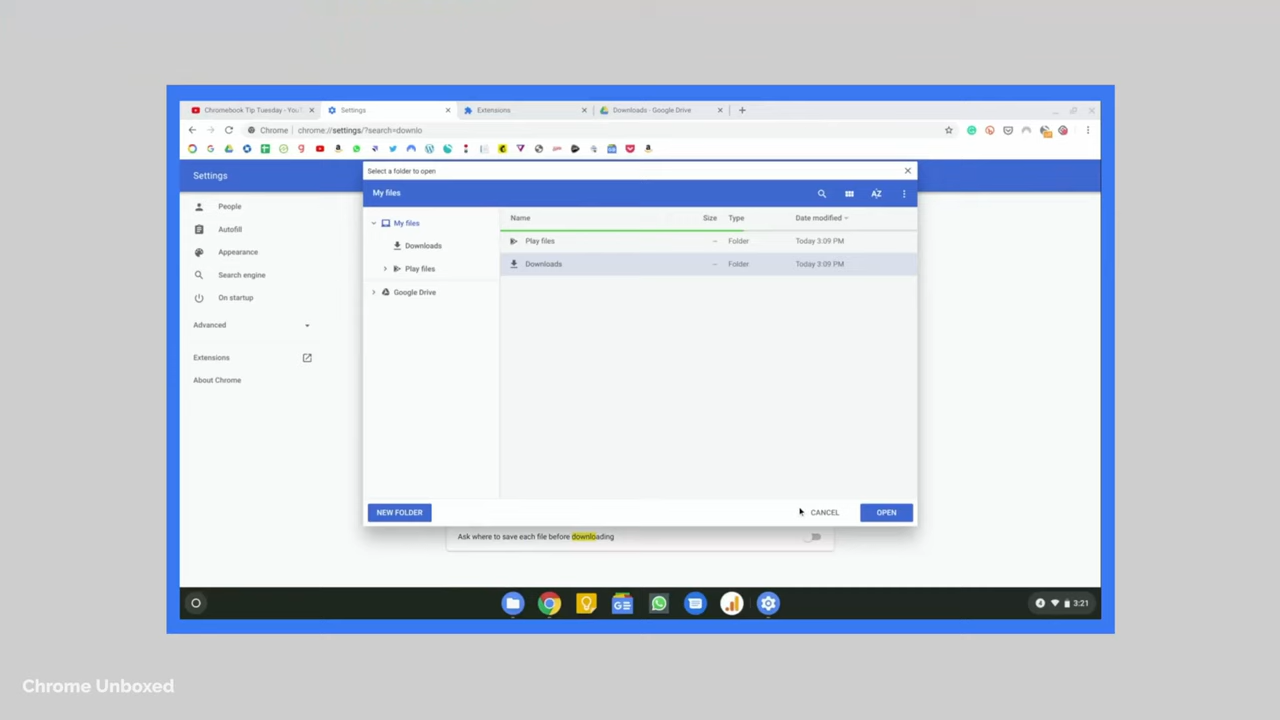 Chromebook Tip Tuesday - You
Settings
Extensions
Downloads - Google Drive
Chrome | chrome://settings/?search=downlo
Settings
Select a folder to open
My files
People
Autofill
Appearance
Search engine
On startup
Advanced
Extensions
About Chrome
My files
Downloads
Play files
Google Drive
Name Size Type Date modified
Play files -- Folder Today 3:09 PM
Downloads -- Folder Today 3:09 PM
NEW FOLDER CANCEL OPEN
Ask where to save each file before downloading
3:21
Chrome Unboxed